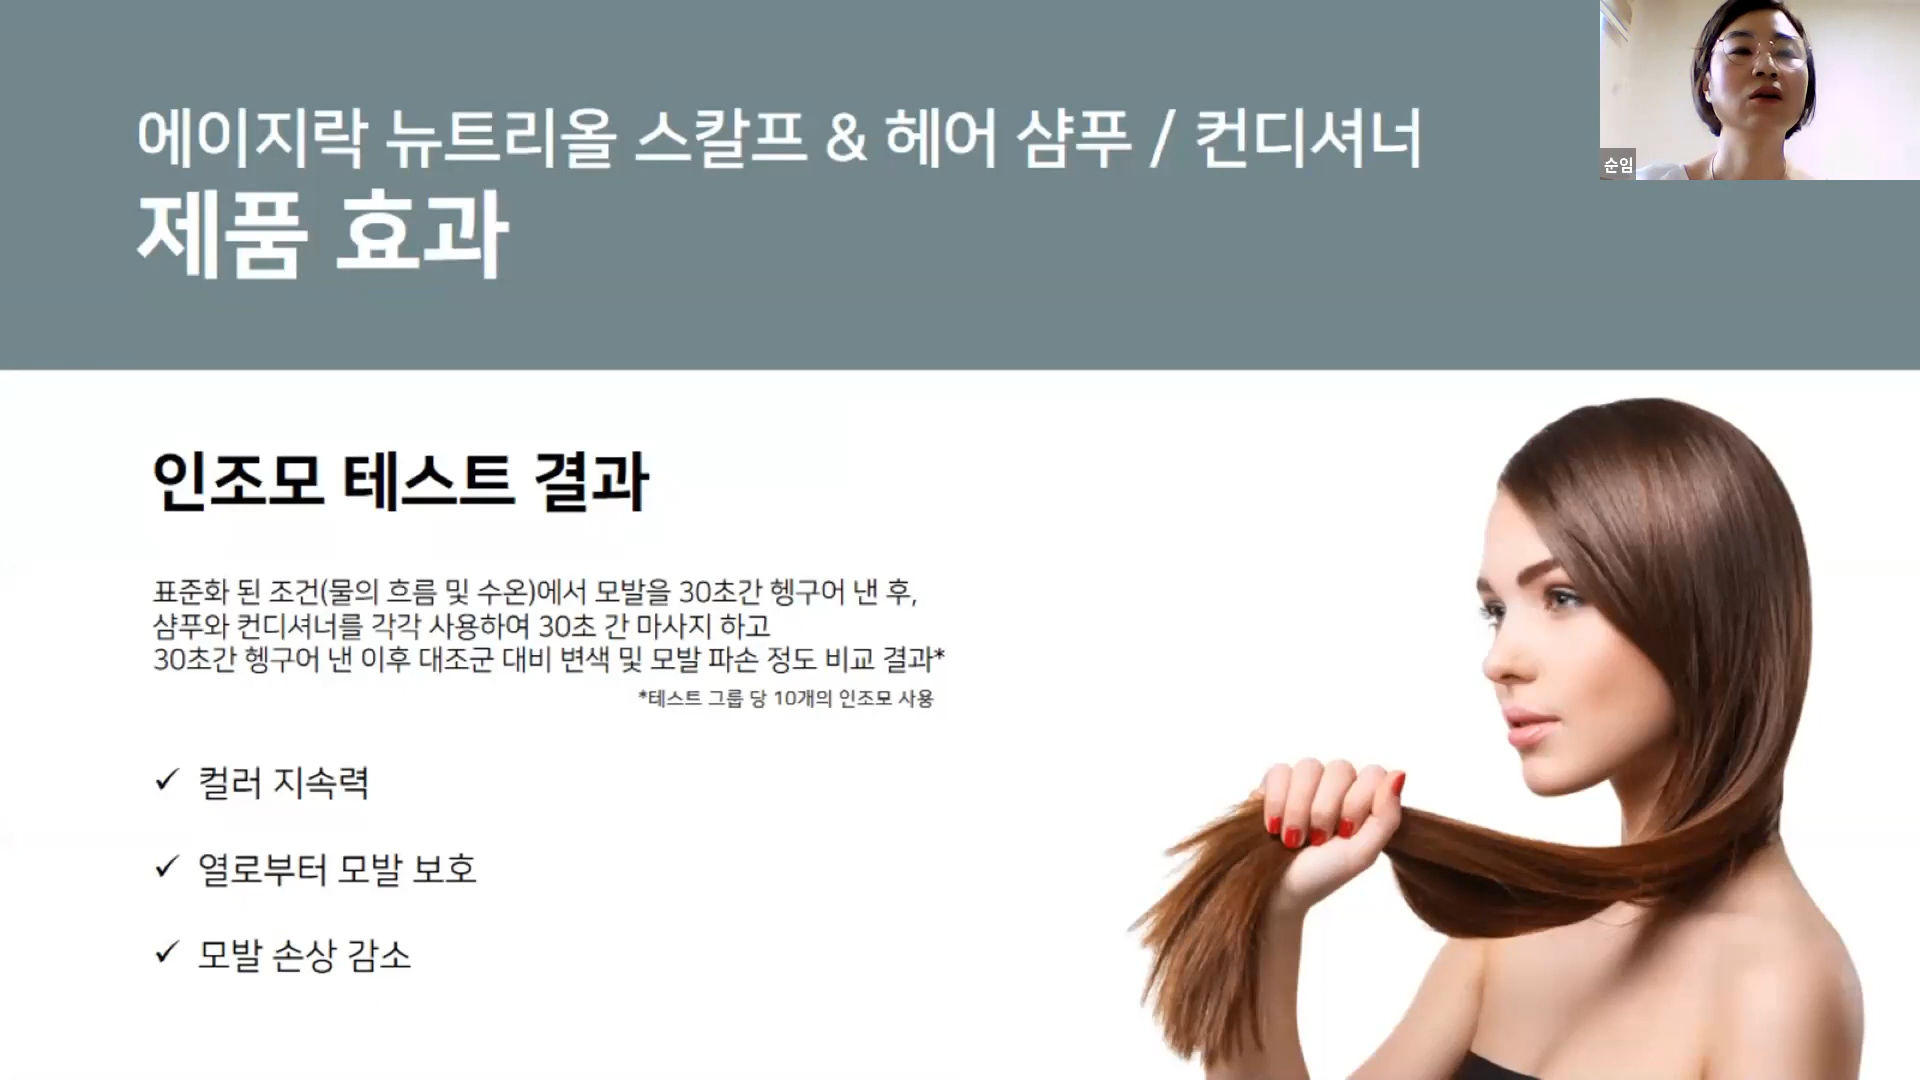 에이지락 뉴트리올 스칼프 & 헤어 샴푸 / 컨디셔너
제품 효과
순임
인조모 테스트 결과
표준화 된 조건(물의 흐름 및 수온)에서 모발을 30초간 헹구어 낸 후,
샴푸와 컨디셔너를 각각 사용하여 30초 간 마사지 하고
30초간 헹구어 낸 이후 대조군 대비 변색 및 모발 파손 정도 비교 결과*
*테스트 그룹 당 10개의 인조모 사용
✓ 컬러 지속력
✓ 열로부터 모발 보호
✓ 모발 손상 감소